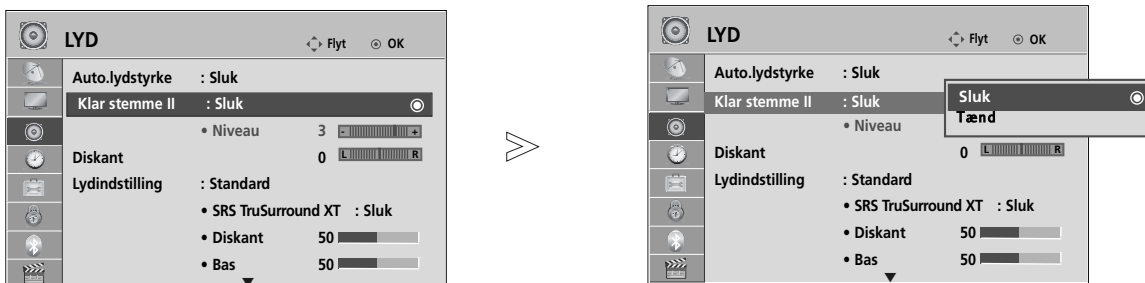 LYD
Flyt
OK
Auto.lydstyrke : Sluk
Klar stemme II : Sluk
• Niveau 3 - +
Diskant 0 L R
Lydindstilling : Standard
• SRS TruSurround XT : Sluk
• Diskant 50
• Bas 50
LYD
Flyt
OK
Auto.lydstyrke : Sluk
Klar stemme II : Sluk
• Niveau
Sluk
Tænd
Diskant 0 L R
Lydindstilling : Standard
• SRS TruSurround XT : Sluk
• Diskant 50
• Bas 50